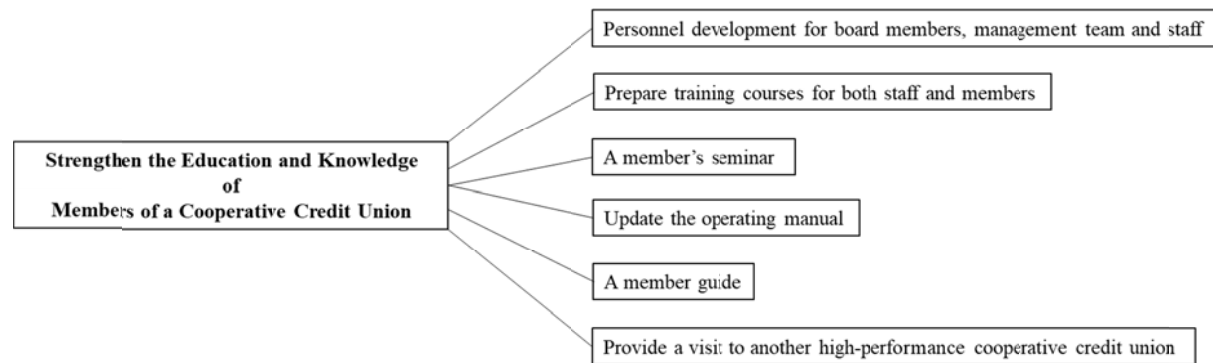 Strengthen the Education and Knowledge
of
Members of a Cooperative Credit Union
Personnel development for board members, management team and staff
Prepare training courses for both staff and members
A member’s seminar
Update the operating manual
A member guide
Provide a visit to another high-performance cooperative credit union